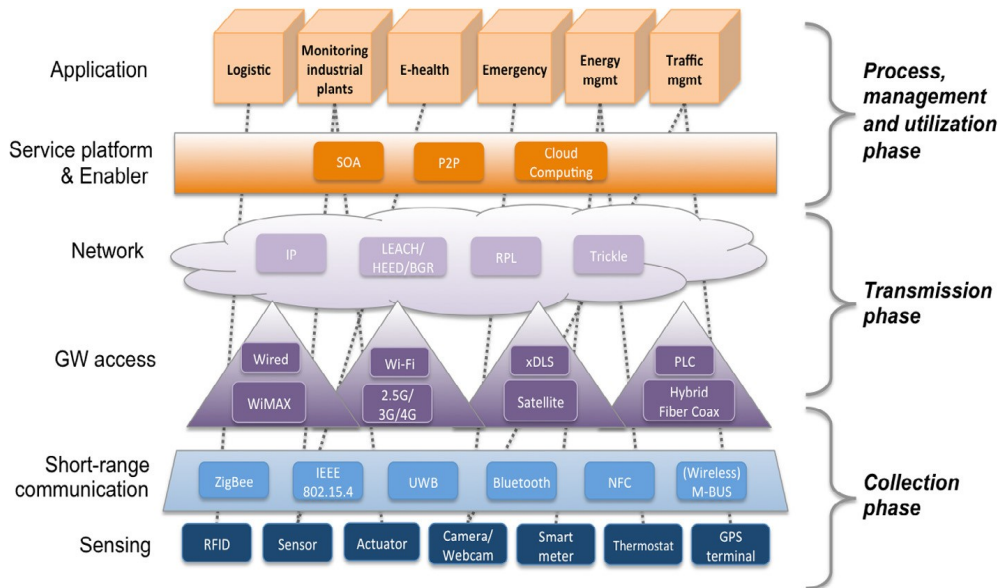 Application
Logistic
Monitoring
industrial
plants
E-health
Emergency
Energy
mgmt
Traffic
mgmt
Process,
management
and utilization
phase
Service platform
& Enabler
SOA
P2P
Cloud
Computing
Network
IP
LEACH/
HEED/BGR
RPL
Trickle
Transmission
phase
GW access
Wired
WiMAX
Wi-Fi
2.5G/
3G/4G
xDLS
Satellite
PLC
Hybrid
Fiber Coax
Short-range
communication
ZigBee
IEEE
802.15.4
UWB
Bluetooth
NFC
(Wireless)
M-BUS
Collection
phase
Sensing
RFID
Sensor
Actuator
Camera/
Webcam
Smart
meter
Thermostat
GPS
terminal